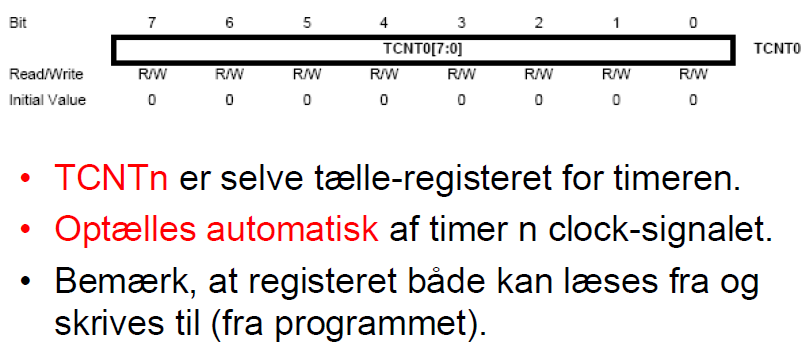 Bit 7 6 5 4 3 2 1 0
TCNT0[7:0] TCNT0
Read/Write R/W R/W R/W R/W R/W R/W R/W R/W
Initial Value 0 0 0 0 0 0 0 0
• TCNTn er selve tælle-registeret for timeren.
• Optælles automatisk af timer n clock-signalet.
• Bemærk, at registeret både kan læses fra og
skrives til (fra programmet).